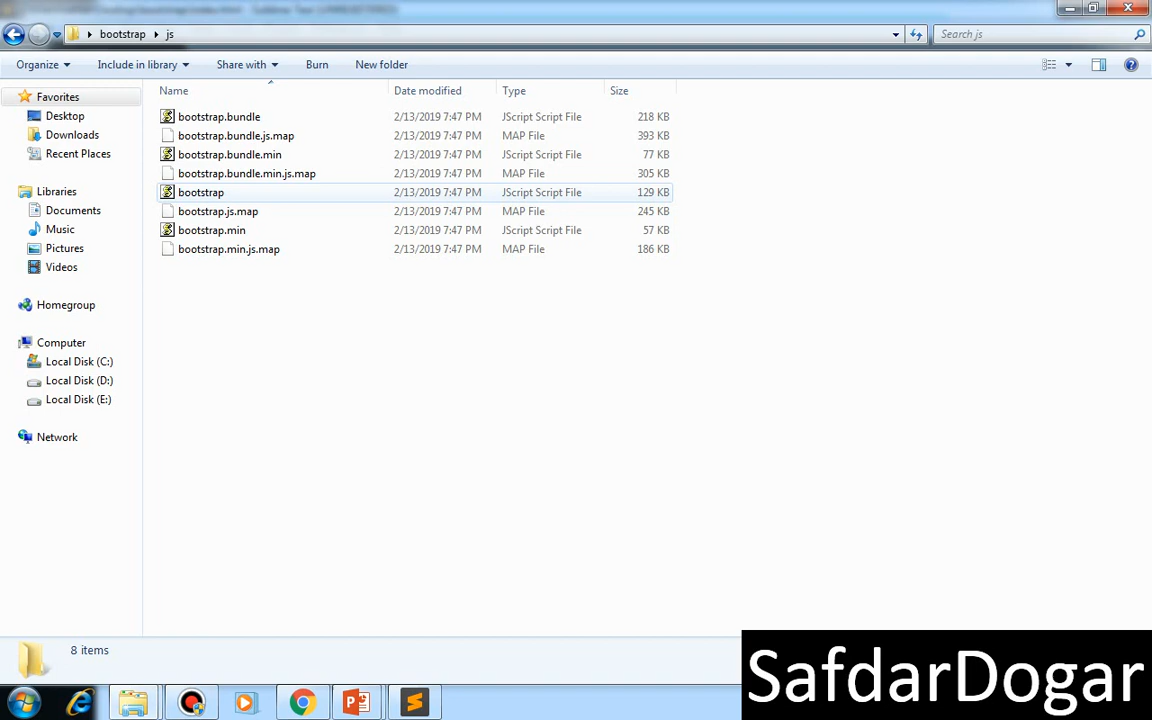 bootstrap js
Search js
Organize Include in library Share with Burn New folder
Name Date modified Type Size
Favorites
Desktop
Downloads
Recent Places
Libraries
Documents
Music
Pictures
Videos
Homegroup
Computer
Local Disk (C:)
Local Disk (D:)
Local Disk (E:)
Network
bootstrap.bundle 2/13/2019 7:47 PM JScript Script File 218 KB
bootstrap.bundle.js.map 2/13/2019 7:47 PM MAP File 393 KB
bootstrap.bundle.min 2/13/2019 7:47 PM JScript Script File 77 KB
bootstrap.bundle.min.js.map 2/13/2019 7:47 PM MAP File 305 KB
bootstrap 2/13/2019 7:47 PM JScript Script File 129 KB
bootstrap.js.map 2/13/2019 7:47 PM MAP File 245 KB
bootstrap.min 2/13/2019 7:47 PM JScript Script File 57 KB
bootstrap.min.js.map 2/13/2019 7:47 PM MAP File 186 KB
8 items
SafdarDogar